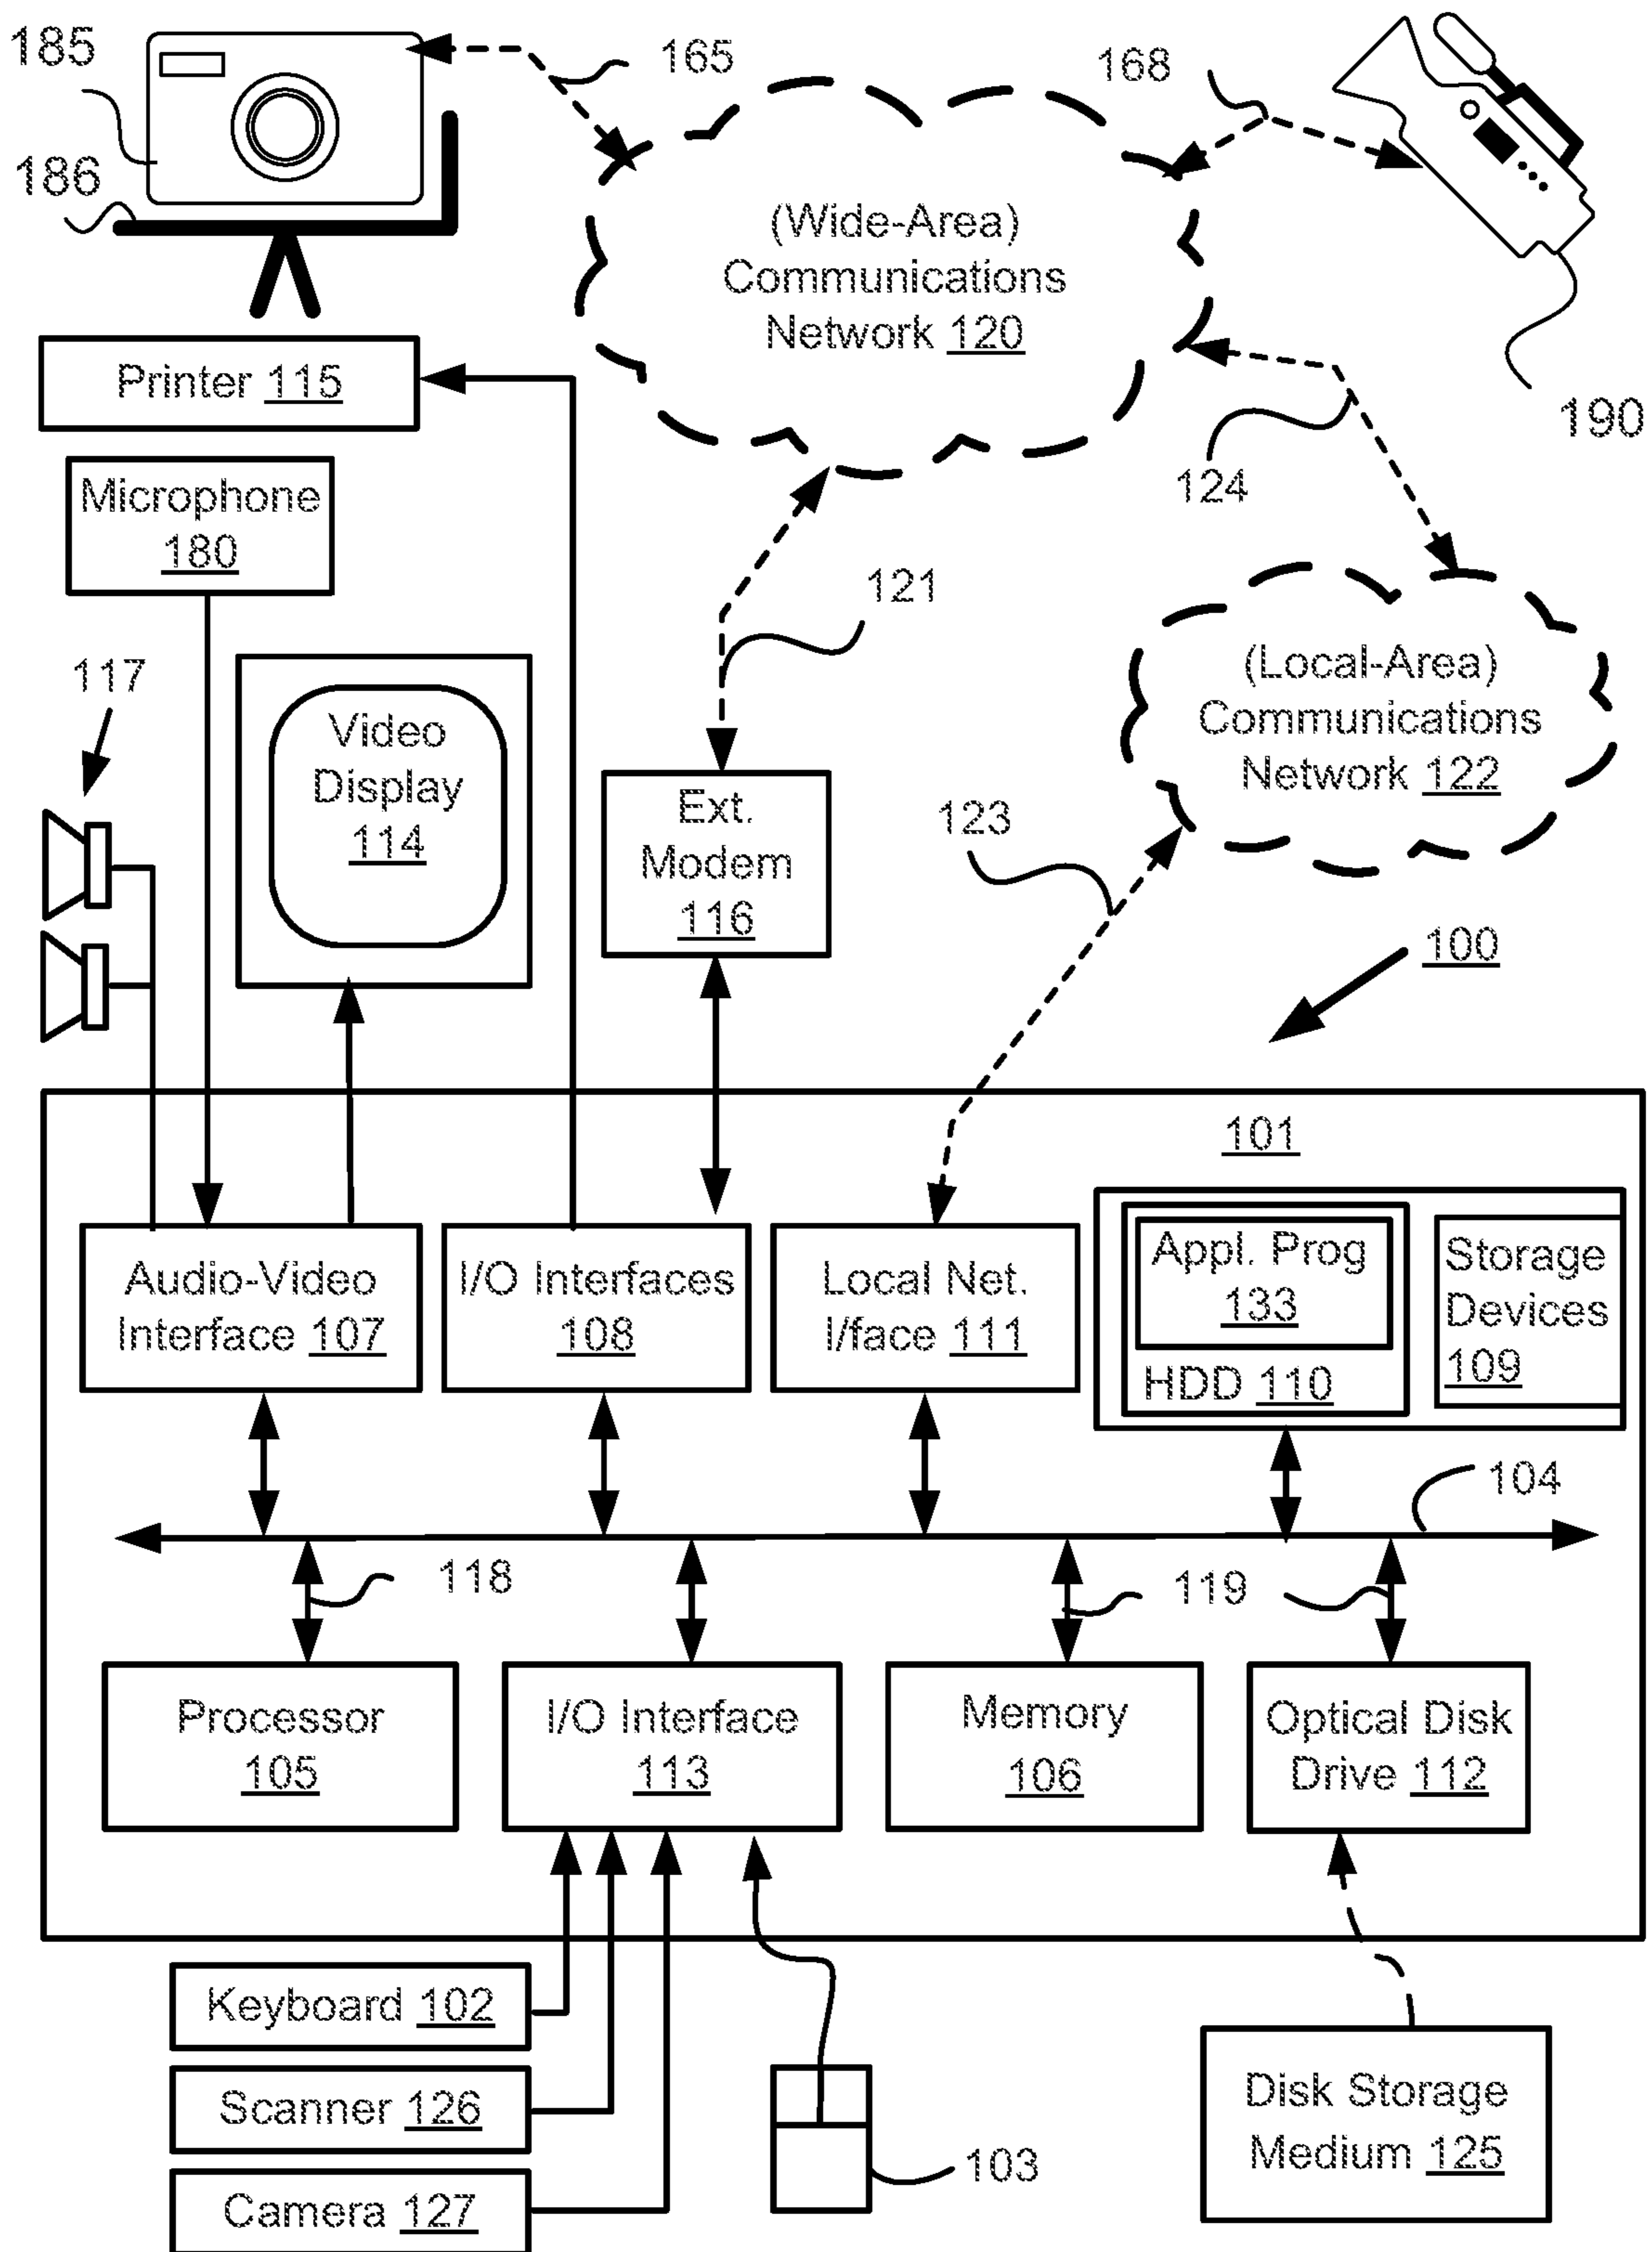 185
165
168
186
(Wide-Area)
Communications
Network 120
190
Printer 115
124
Microphone
180
121
117
(Local-Area)
Communications
Network 122
Video
Display
114
Ext.
Modem
116
123
100
101
Audio-Video
Interface 107
I/O Interfaces
108
Local Net.
I/face 111
Appl. Prog
133
HDD 110
Storage
Devices
109
104
118
119
Processor
105
I/O Interface
113
Memory
106
Optical Disk
Drive 112
Keyboard 102
Scanner 126
Camera 127
103
Disk Storage
Medium 125